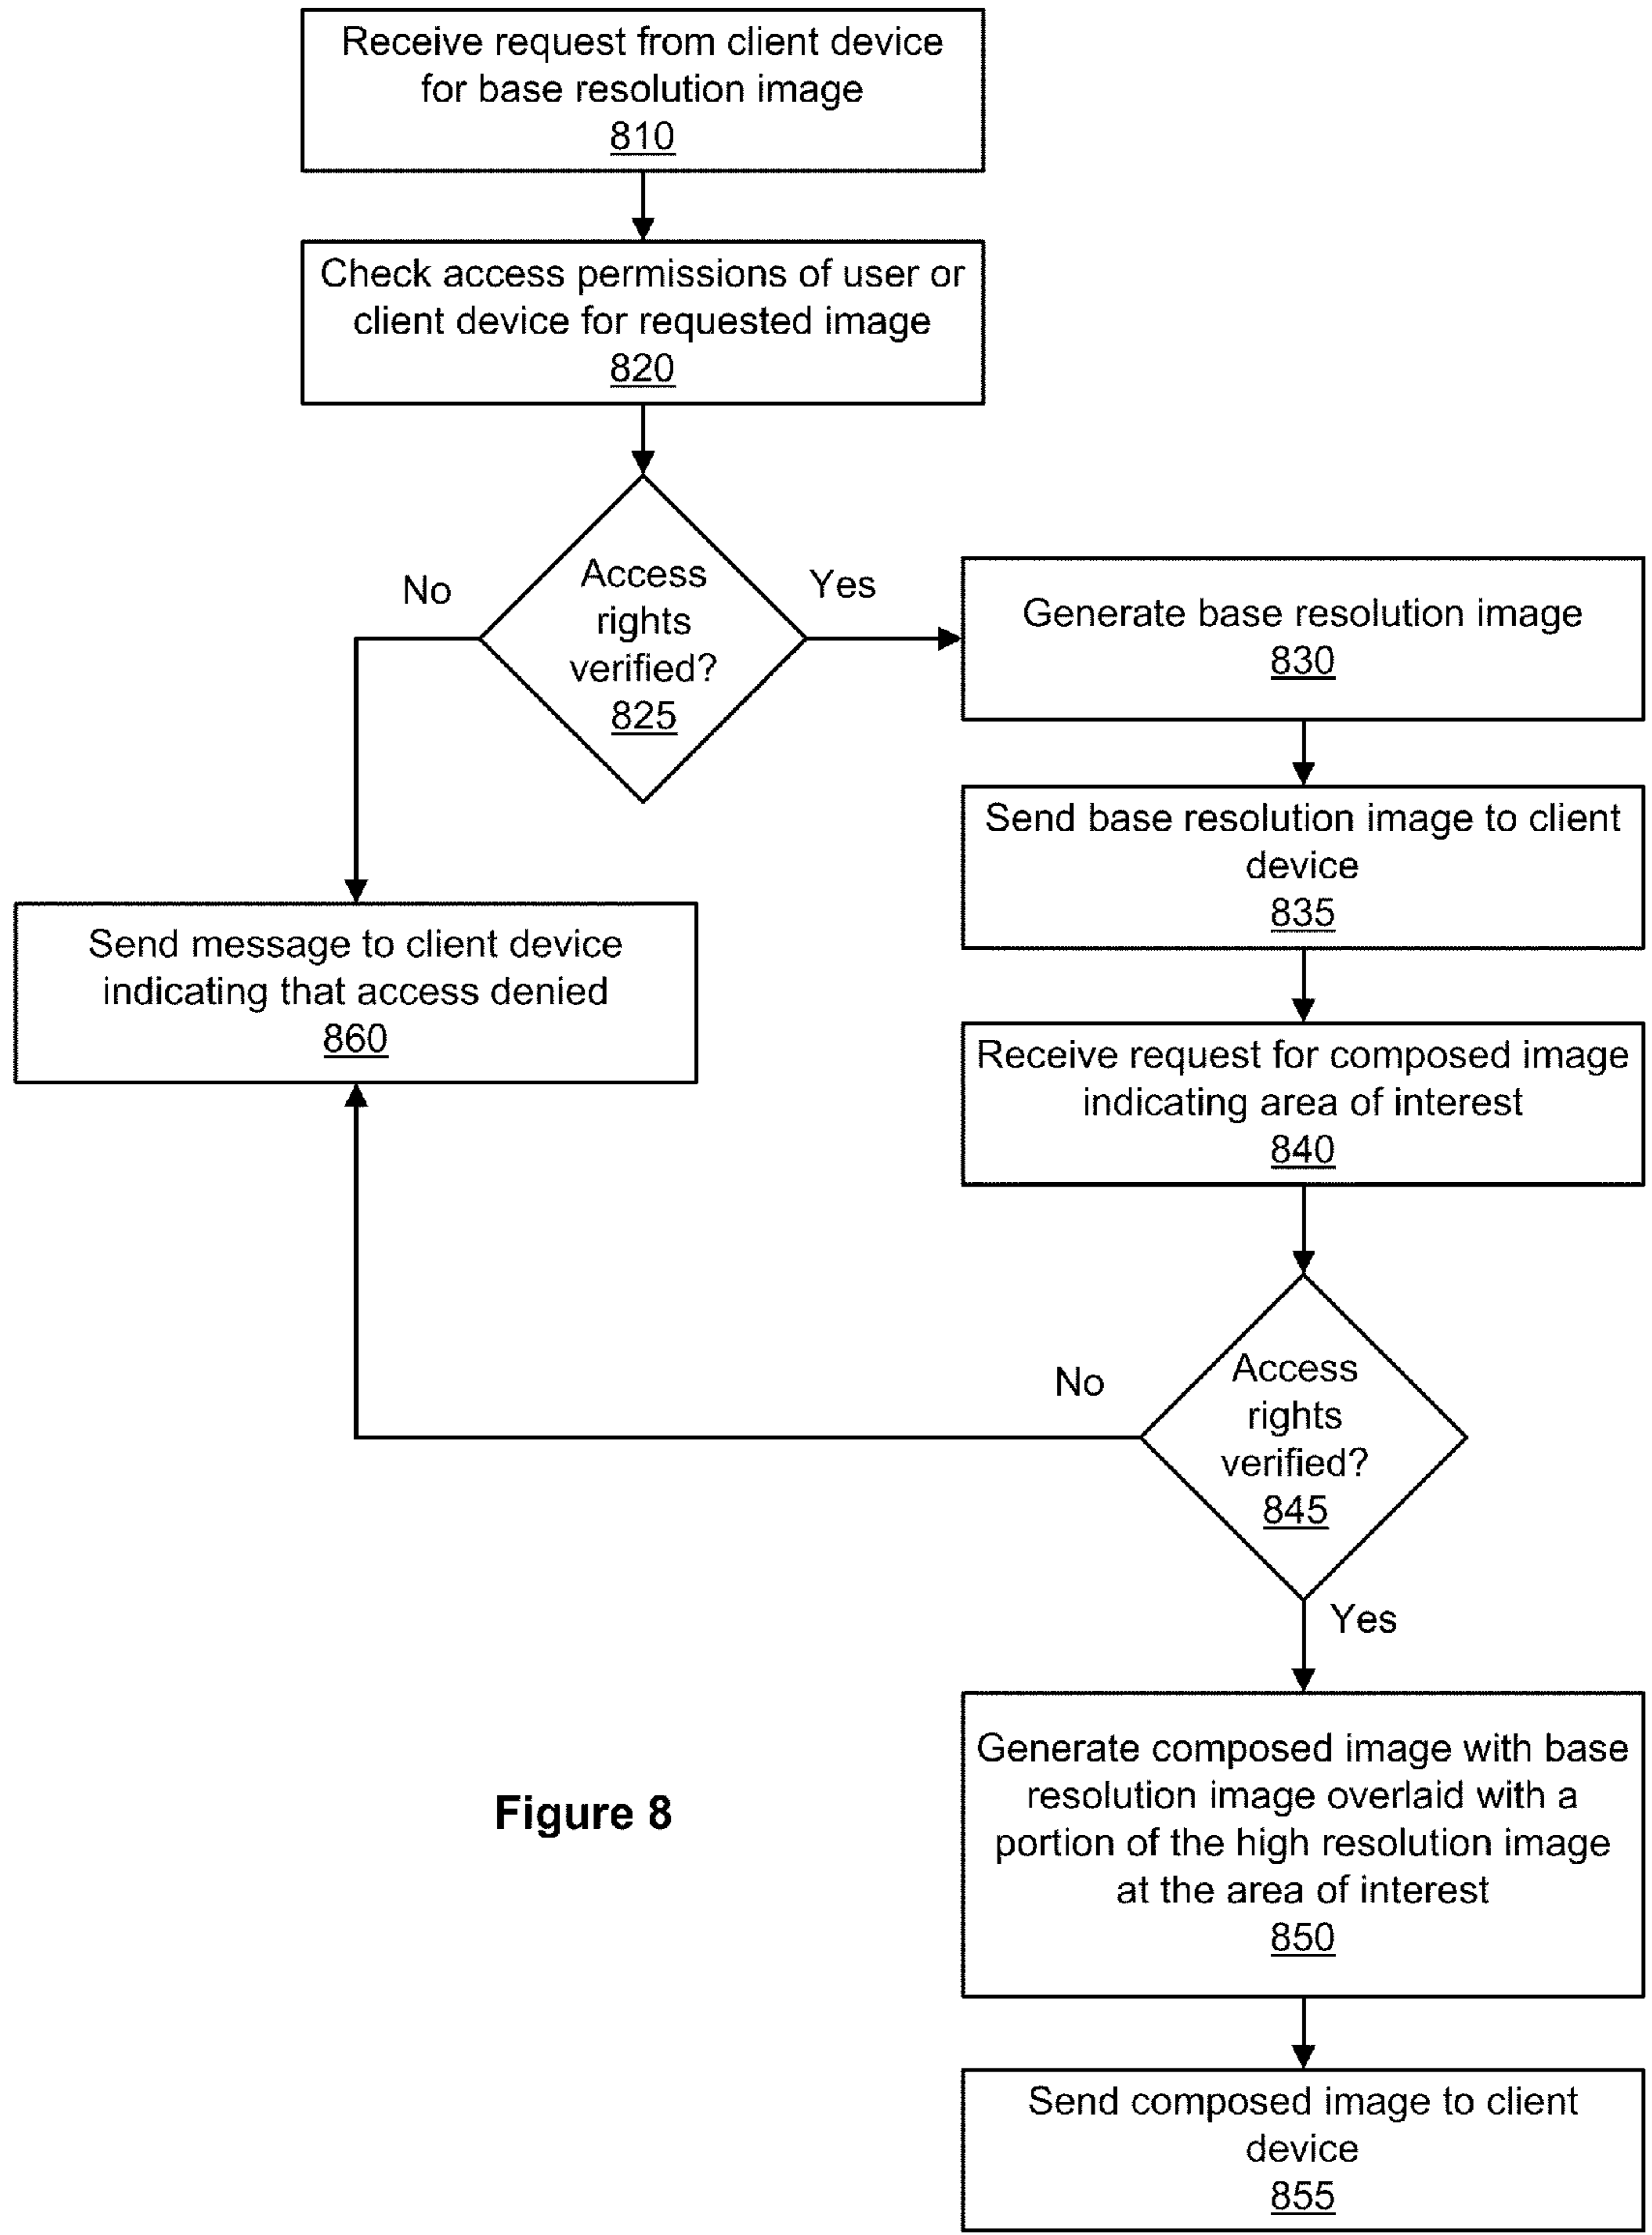 Receive request from client device
for base resolution image
810
Check access permissions of user or
client device for requested image
820
Access
rights
verified?
825
No
Yes
Generate base resolution image
830
Send base resolution image to client
device
835
Send message to client device
indicating that access denied
860
Receive request for composed image
indicating area of interest
840
Access
rights
verified?
845
No
Yes
Generate composed image with base
resolution image overlaid with a
portion of the high resolution image
at the area of interest
850
Figure 8
Send composed image to client
device
855